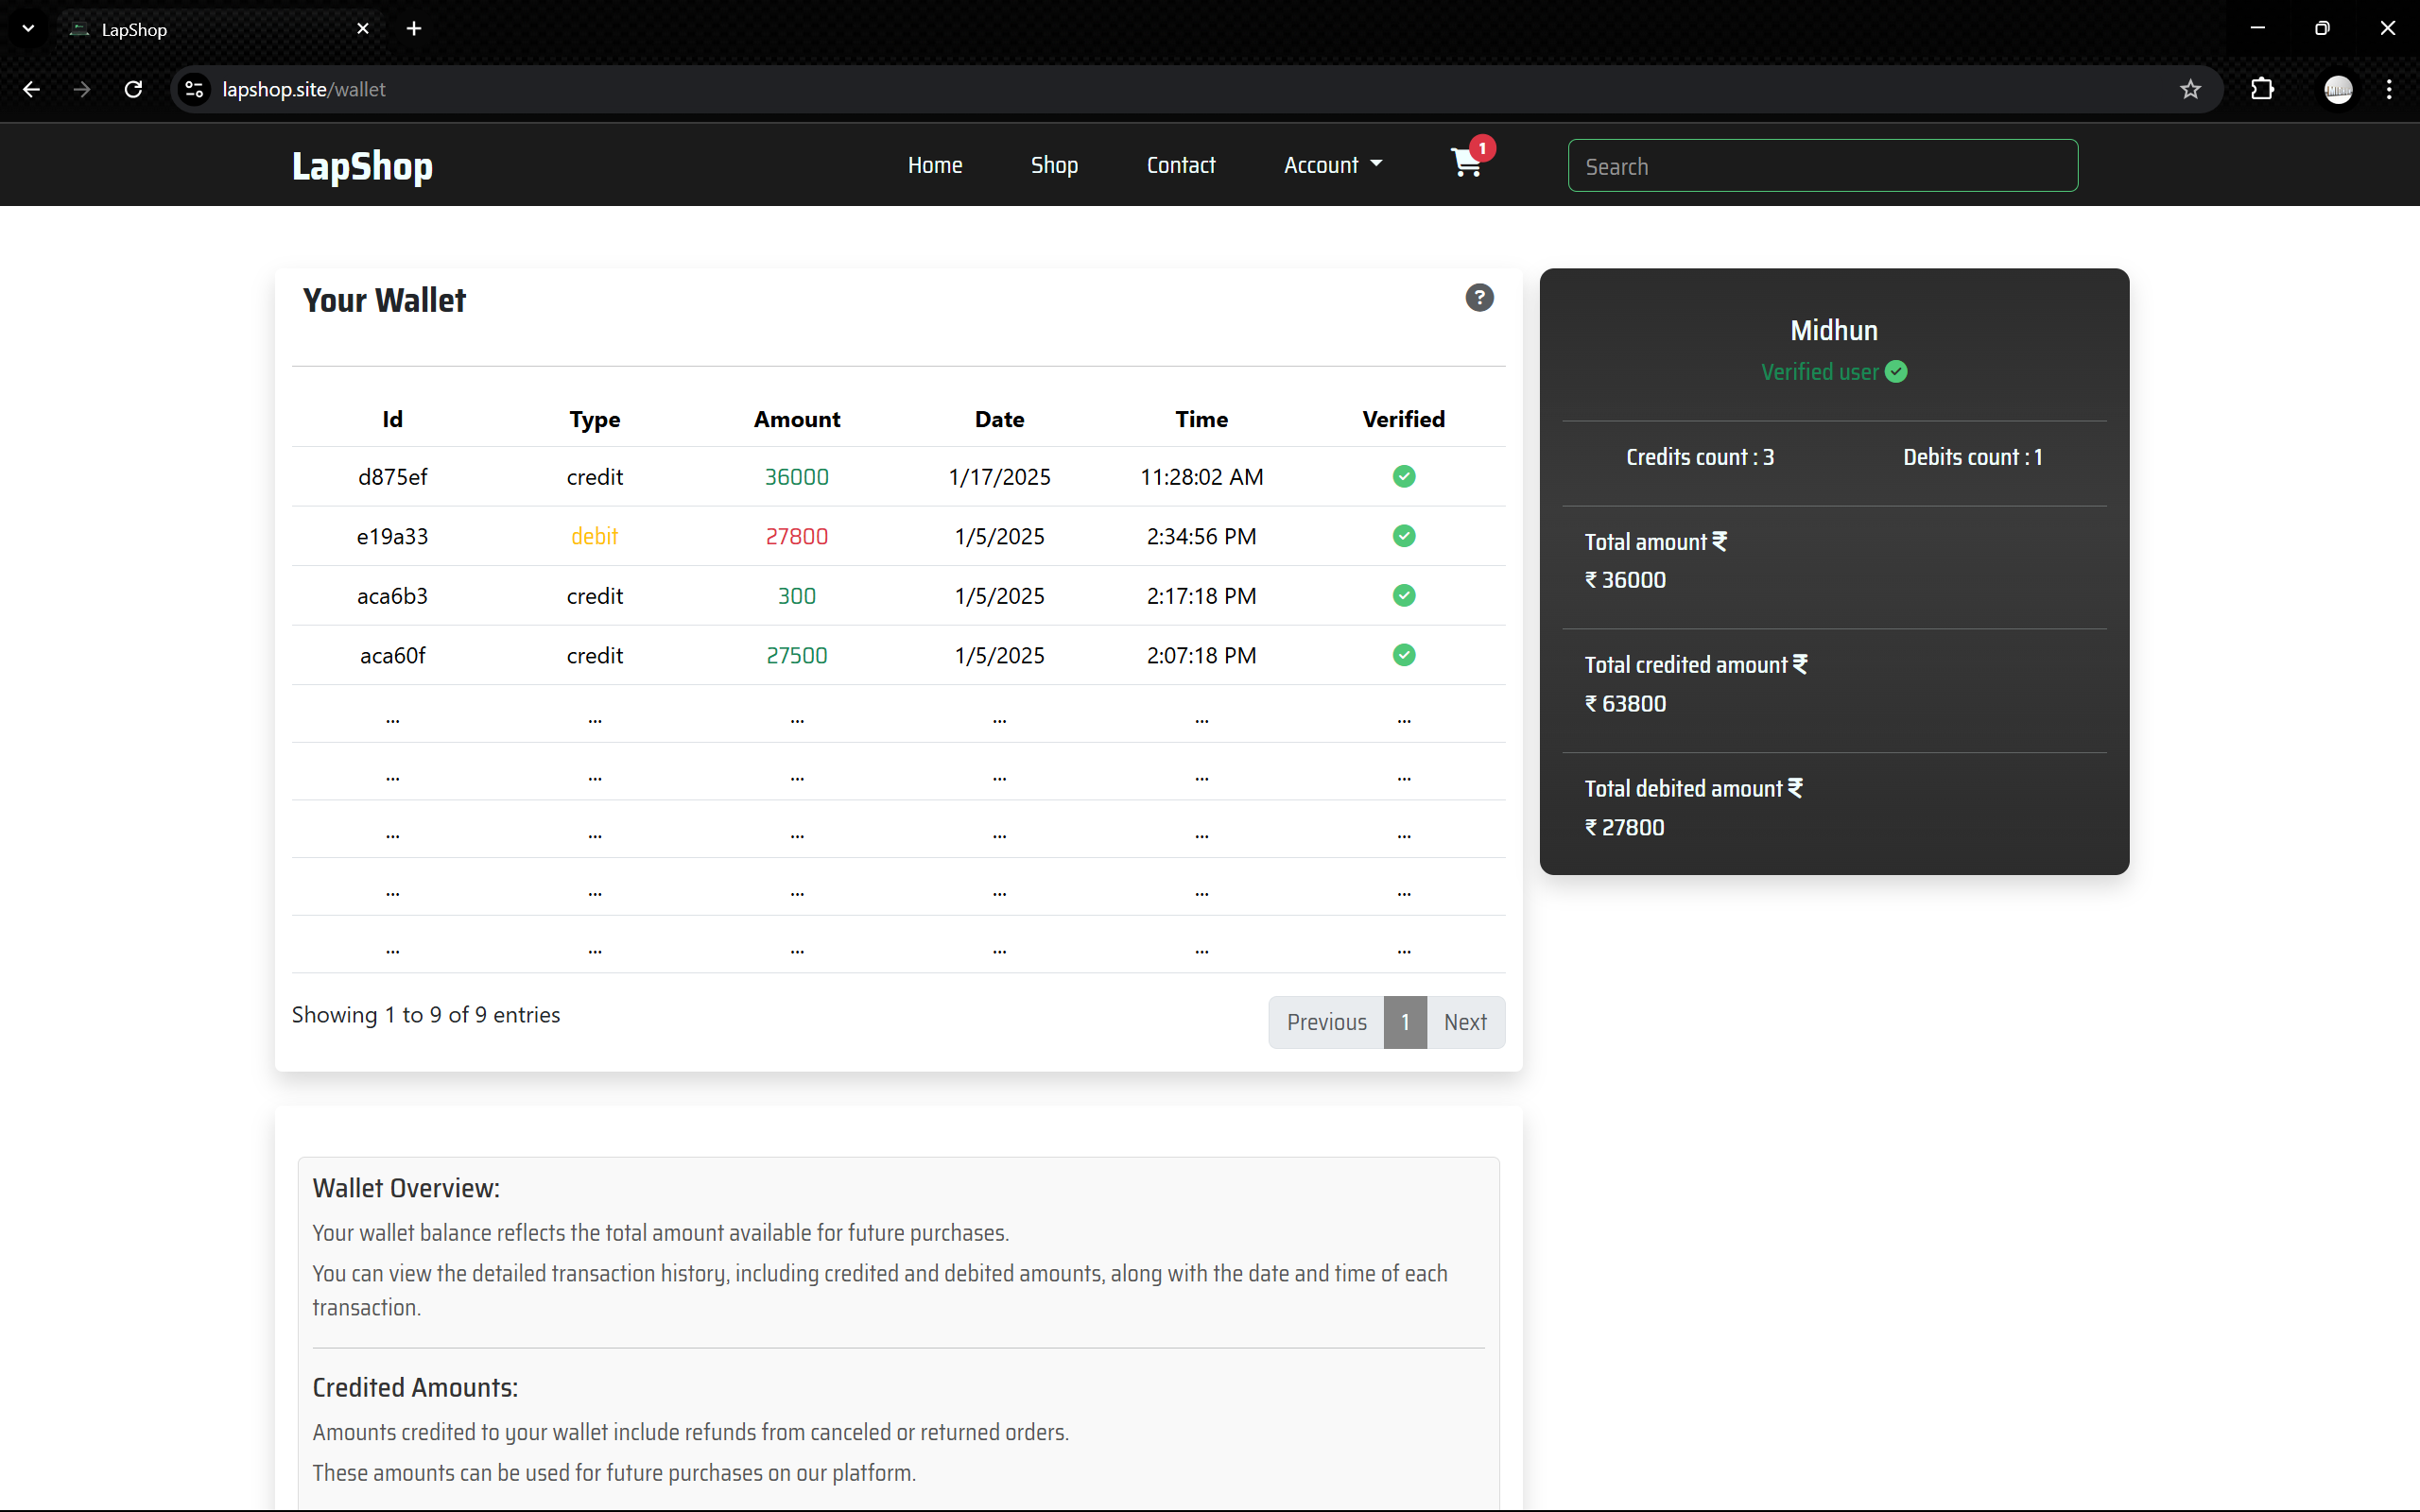 LapShop
lapshop.site/wallet
LapShop Home Shop Contact Account 1 Search
Your Wallet
Id Type Amount Date Time Verified
d875ef credit 36000 1/17/2025 11:28:02 AM
e19a33 debit 27800 1/5/2025 2:34:56 PM
aca6b3 credit 300 1/5/2025 2:17:18 PM
aca60f credit 27500 1/5/2025 2:07:18 PM
... ... ... ... ... ...
... ... ... ... ... ...
... ... ... ... ... ...
... ... ... ... ... ...
... ... ... ... ... ...
Showing 1 to 9 of 9 entries
Previous 1 Next
Midhun
Verified user
Credits count : 3 Debits count : 1
Total amount ₹
₹ 36000
Total credited amount ₹
₹ 63800
Total debited amount ₹
₹ 27800
Wallet Overview:
Your wallet balance reflects the total amount available for future purchases.
You can view the detailed transaction history, including credited and debited amounts, along with the date and time of each
transaction.
Credited Amounts:
Amounts credited to your wallet include refunds from canceled or returned orders.
These amounts can be used for future purchases on our platform.